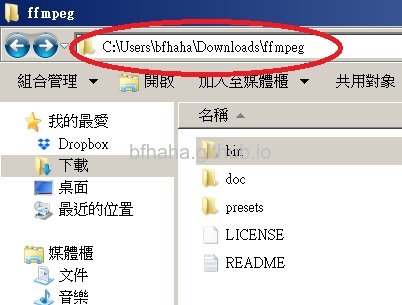 ffmpeg
C:\Users\bfhaha\Downloads\ffmpeg
組合管理 開啟 加入至媒體櫃 共用對象
我的最愛
Dropbox
下載
桌面
最近的位置
媒體櫃
文件
音樂
名稱
bin
doc
presets
LICENSE
README
bfhaha.github.io